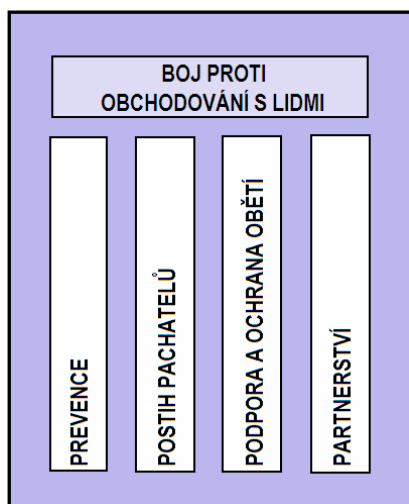 BOJ PROTI
OBCHODOVÁNÍ S LIDMI
PREVENCE
POSTIH PACHATELŮ
PODPORA A OCHRANA OBĚTÍ
PARTNERSTVÍ